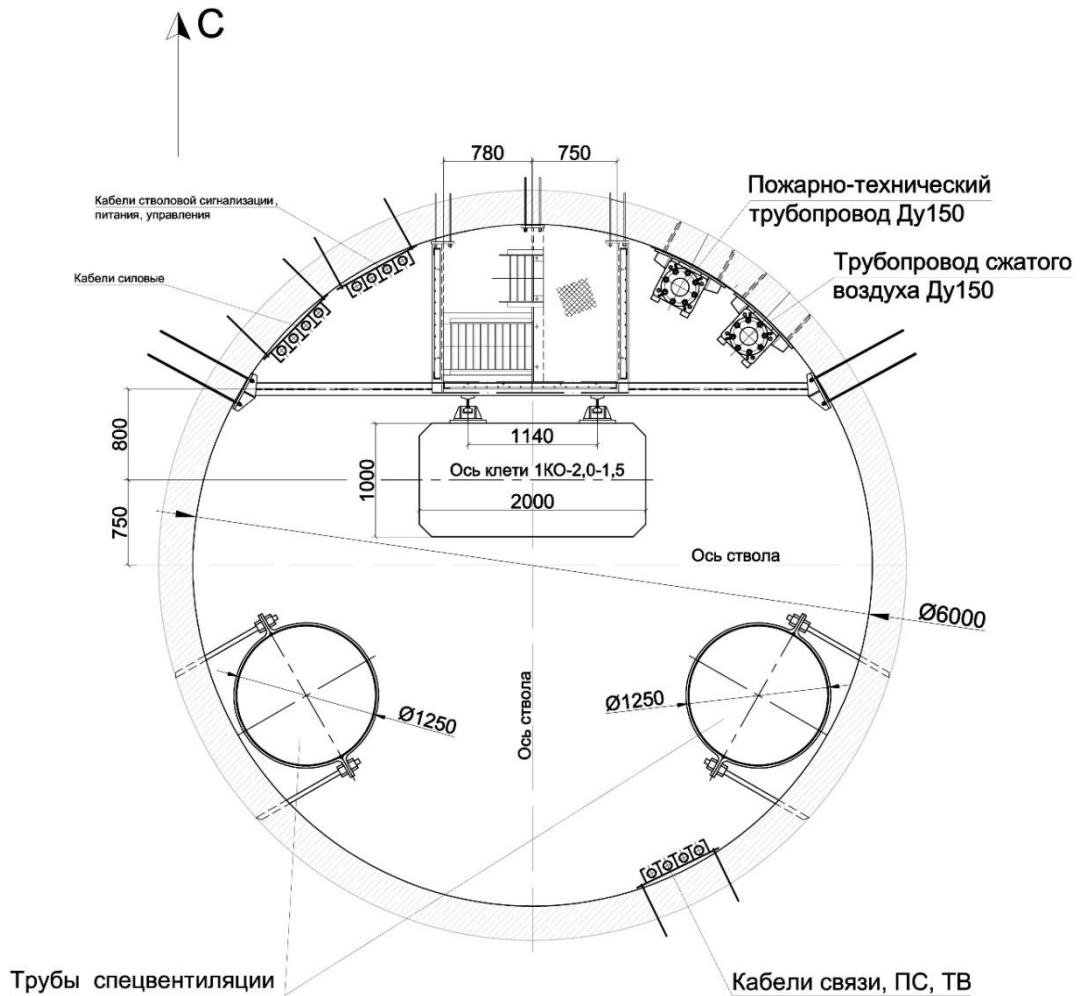 С
780
750
Кабели стволовой сигнализации,
питания, управления
Пожарно-технический
трубопровод Ду150
Кабели силовые
Трубопровод сжатого
воздуха Ду150
800
1140
1000
Ось клети 1КО-2,0-1,5
2000
750
Ось ствола
Ø6000
Ось ствола
Ø1250
Ø1250
Трубы спецвентиляции
Кабели связи, ПС, ТВ